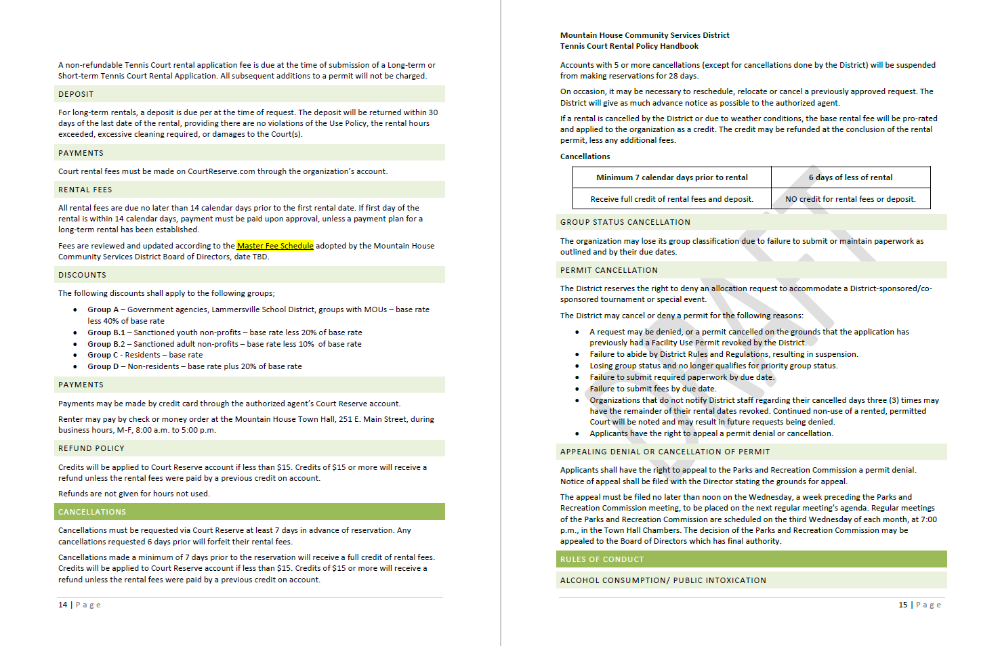 A non-refundable Tennis Court rental application fee is due at the time of submission of a Long-term or
Short-term Tennis Court Rental Application. All subsequent additions to a permit will not be charged.
DEPOSIT
For long-term rentals, a deposit is due per at the time of request. The deposit will be returned within 30
days of the last date of the rental, providing there are no violations of the Use Policy, the rental hours
exceeded, excessive cleaning required, or damages to the Court(s).
PAYMENTS
Court rental fees must be made on CourtReserve.com through the organization's account.
RENTAL FEES
All rental fees are due no later than 14 calendar days prior to the first rental date. If first day of the
rental is within 14 calendar days, payment must be paid upon approval, unless a payment plan for a
long-term rental has been established.
Fees are reviewed and updated according to the Master Fee Schedule adopted by the Mountain House
Community Services District Board of Directors, date TBD.
DISCOUNTS
The following discounts shall apply to the following groups;
• Group A – Government agencies, Lammersville School District, groups with MOUs – base rate
less 40% of base rate
• Group B.1 – Sanctioned youth non-profits – base rate less 20% of base rate
• Group B.2 – Sanctioned adult non-profits – base rate less 10% of base rate
• Group C - Residents – base rate
• Group D – Non-residents – base rate plus 20% of base rate
PAYMENTS
Payments may be made by credit card through the authorized agent's Court Reserve account.
Renter may pay by check or money order at the Mountain House Town Hall, 251 E. Main Street, during
business hours, M-F, 8:00 a.m. to 5:00 p.m.
REFUND POLICY
Credits will be applied to Court Reserve account if less than $15. Credits of $15 or more will receive a
refund unless the rental fees were paid by a previous credit on account.
Refunds are not given for hours not used.
CANCELLATIONS
Cancellations must be requested via Court Reserve at least 7 days in advance of reservation. Any
cancellations requested 6 days prior will forfeit their rental fees.
Cancellations made a minimum of 7 days prior to the reservation will receive a full credit of rental fees.
Credits will be applied to Court Reserve account if less than $15. Credits of $15 or more will receive a
refund unless the rental fees were paid by a previous credit on account.
14 | Page
Mountain House Community Services District
Tennis Court Rental Policy Handbook
Accounts with 5 or more cancellations (except for cancellations done by the District) will be suspended
from making reservations for 28 days.
On occasion, it may be necessary to reschedule, relocate or cancel a previously approved request. The
District will give as much advance notice as possible to the authorized agent.
If a rental is cancelled by the District or due to weather conditions, the base rental fee will be pro-rated
and applied to the organization as a credit. The credit may be refunded at the conclusion of the rental
permit, less any additional fees.
Cancellations
Minimum 7 calendar days prior to rental
6 days of less of rental
Receive full credit of rental fees and deposit.
NO credit for rental fees or deposit.
GROUP STATUS CANCELLATION
The organization may lose its group classification due to failure to submit or maintain paperwork as
outlined and by their due dates.
PERMIT CANCELLATION
The District reserves the right to deny an allocation request to accommodate a District-sponsored/co-
sponsored tournament or special event.
The District may cancel or deny a permit for the following reasons:
• A request may be denied, or a permit cancelled on the grounds that the application has
previously had a Facility Use Permit revoked by the District.
• Failure to abide by District Rules and Regulations, resulting in suspension.
• Losing group status and no longer qualifies for priority group status.
• Failure to submit required paperwork by due date.
• Failure to submit fees by due date.
• Organizations that do not notify District staff regarding their cancelled days three (3) times may
have the remainder of their rental dates revoked. Continued non-use of a rented, permitted
Court will be noted and may result in future requests being denied.
• Applicants have the right to appeal a permit denial or cancellation.
APPEALING DENIAL OR CANCELLATION OF PERMIT
Applicants shall have the right to appeal to the Parks and Recreation Commission a permit denial.
Notice of appeal shall be filed with the Director stating the grounds for appeal.
The appeal must be filed no later than noon on the Wednesday, a week preceding the Parks and
Recreation Commission meeting, to be placed on the next regular meeting's agenda. Regular meetings
of the Parks and Recreation Commission are scheduled on the third Wednesday of each month, at 7:00
p.m., in the Town Hall Chambers. The decision of the Parks and Recreation Commission may be
appealed to the Board of Directors which has final authority.
RULES OF CONDUCT
ALCOHOL CONSUMPTION/ PUBLIC INTOXICATION
15 | Page
DRAFT